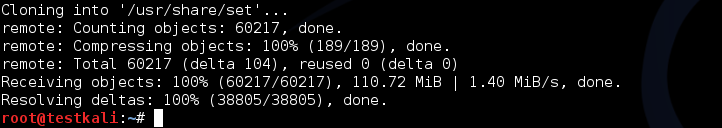 Cloning into '/usr/share/set'...
remote: Counting objects: 60217, done.
remote: Compressing objects: 100% (189/189), done.
remote: Total 60217 (delta 104), reused 0 (delta 0)
Receiving objects: 100% (60217/60217), 110.72 MiB | 1.40 MiB/s, done.
Resolving deltas: 100% (38805/38805), done.
root@testkali:~#